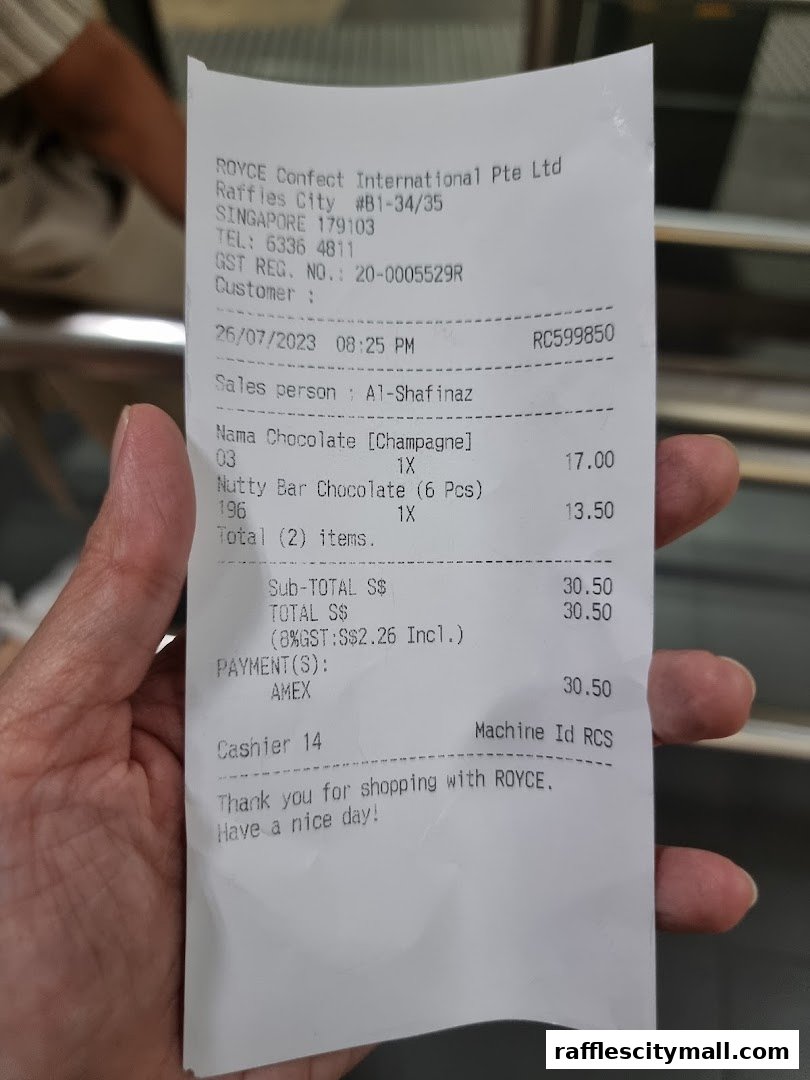 ROYCE Confect International Pte Ltd
Raffles City #B1-34/35
SINGAPORE 179103
TEL: 6336 4811
GST REG. NO.: 20-0005529R
Customer :
26/07/2023 08:25 PM RC599850
Sales person : Al-Shafinaz
Nama Chocolate [Champagne]
03 1X 17.00
Nutty Bar Chocolate (6 Pcs)
196 1X 13.50
Total (2) items.
Sub-TOTAL S$ 30.50
TOTAL S$ 30.50
(8%GST:S$2.26 Incl.)
PAYMENT(S):
AMEX 30.50
Cashier 14 Machine Id RCS
Thank you for shopping with ROYCE.
Have a nice day!
rafflescitymall.com